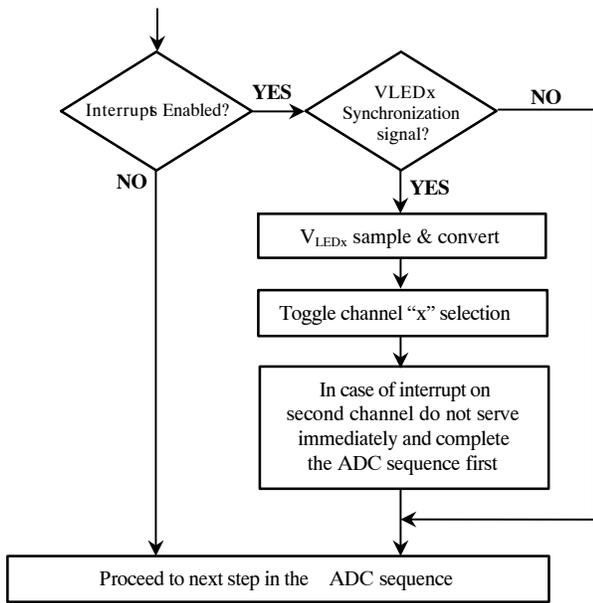 Interrupts Enabled?
YES
VLEDx
Synchronization
signal?
NO
NO
YES
VLEDx sample & convert
Toggle channel “x” selection
In case of interrupt on
second channel do not serve
immediately and complete
the ADC sequence first
Proceed to next step in the ADC sequence